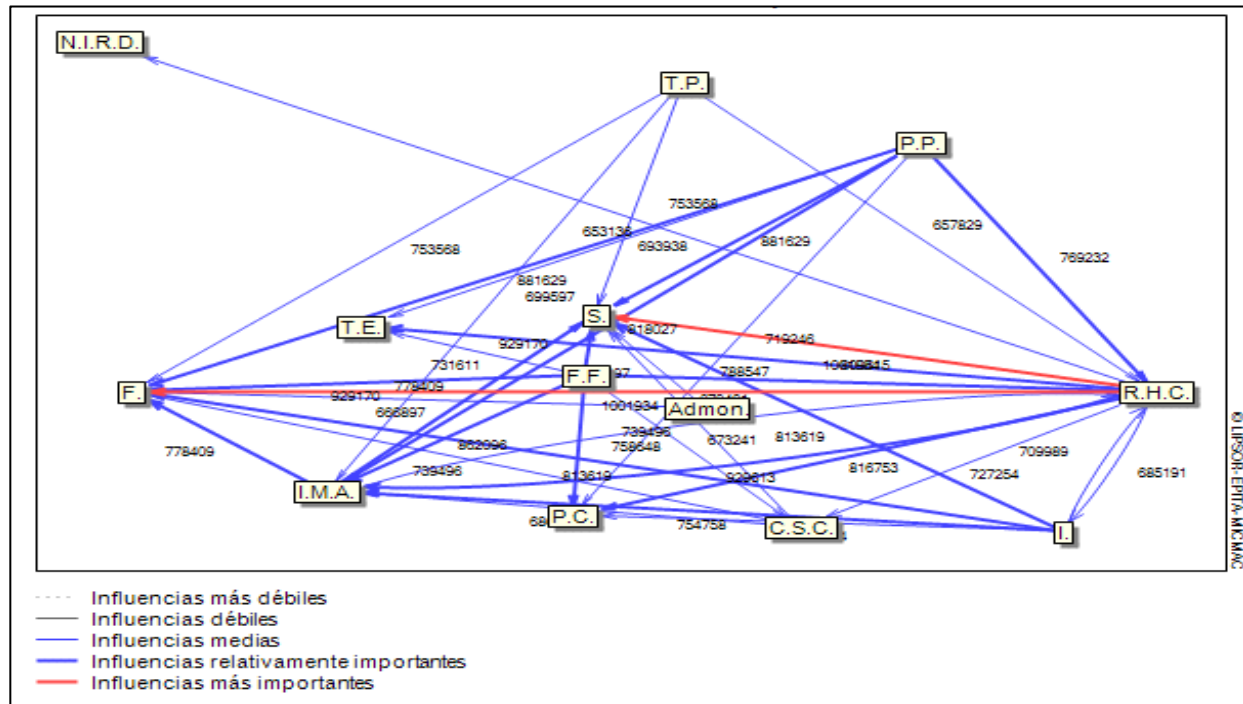 N.I.R.D.
T.P.
P.P.
753568
653136
693938
881629
657829
753568
769232
881629
699597
T.E.
S.
818027
719246
929170
731611
788547
F.F.
778409
F.
929170
R.H.C.
666897
1001934
Admon.
739496
758648
673241
813619
862096
709989
778409
739496
813619
929613
816753
727254
685191
I.M.A.
P.C.
754758
C.S.C.
I.
© LIPSOR-EPITA-MICMAC
Influencias más débiles
Influencias débiles
Influencias medias
Influencias relativamente importantes
Influencias más importantes